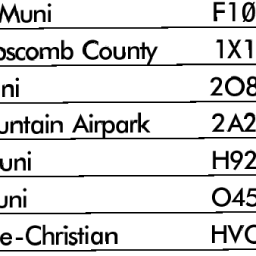 Muni F10
oscomb County 1X1
ni 2O8
untain Airpark 2A2
uni H92
uni O45
e-Christian HVC